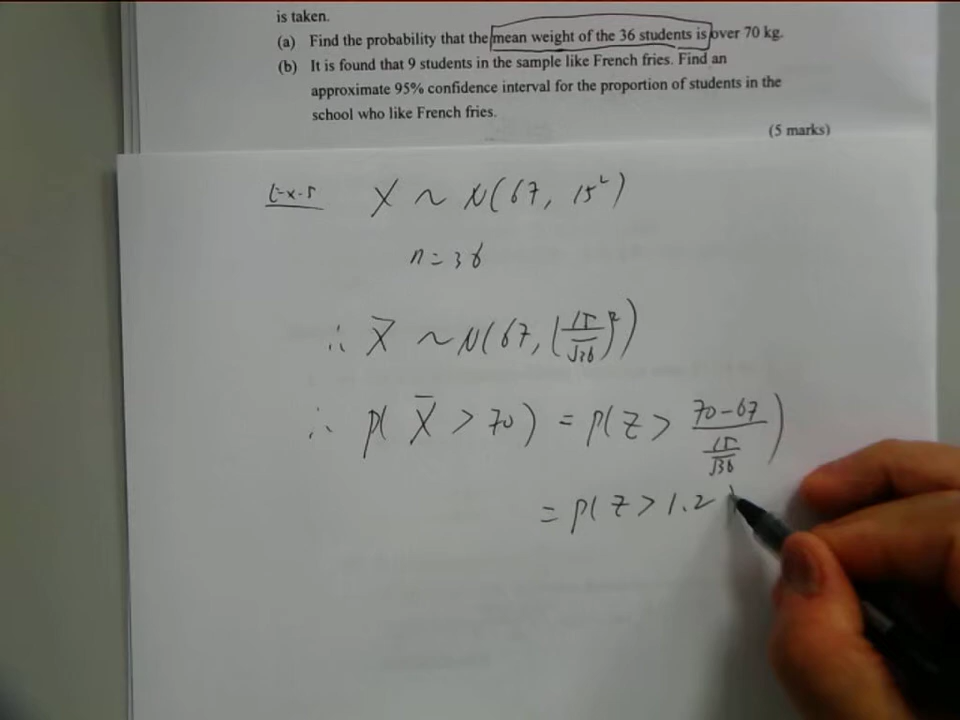 is taken.
(a) Find the probability that the mean weight of the 36 students is over 70 kg.
(b) It is found that 9 students in the sample like French fries. Find an
approximate 95% confidence interval for the proportion of students in the
school who like French fries.
(5 marks)
Ex.5 X ~ N(67, 15²)
n = 36
∴ X̄ ~ N(67, (15/√36)²)
∴ P(X̄ > 70) = P(Z > (70-67)/(15/√36))
= P(Z > 1.2)